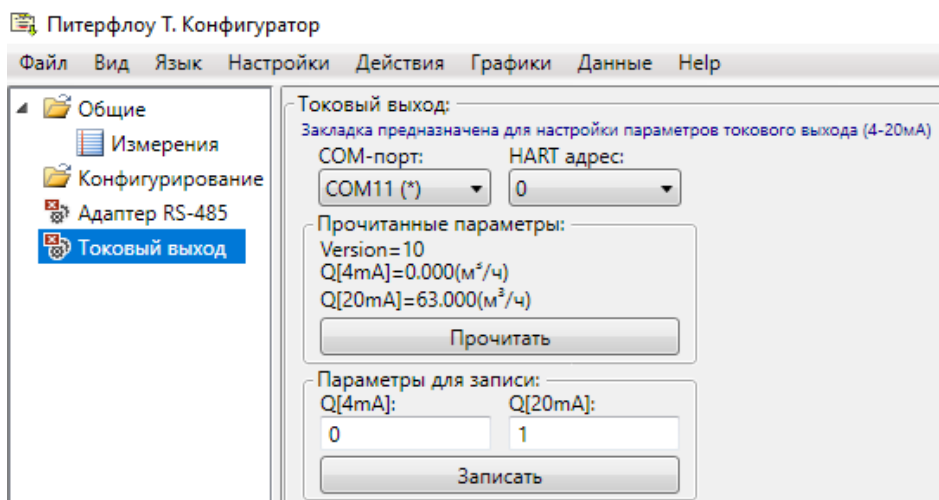 Питерфлоу Т. Конфигуратор
Файл Вид Язык Настройки Действия Графики Данные Help
Общие
Измерения
Конфигурирование
Адаптер RS-485
Токовый выход
Токовый выход:
Закладка предназначена для настройки параметров токового выхода (4-20мА)
COM-порт: HART адрес:
COM11 (*) 0
Прочитанные параметры:
Version=10
Q[4mA]=0.000(м³/ч)
Q[20mA]=63.000(м³/ч)
Прочитать
Параметры для записи:
Q[4mA]: Q[20mA]:
0 1
Записать